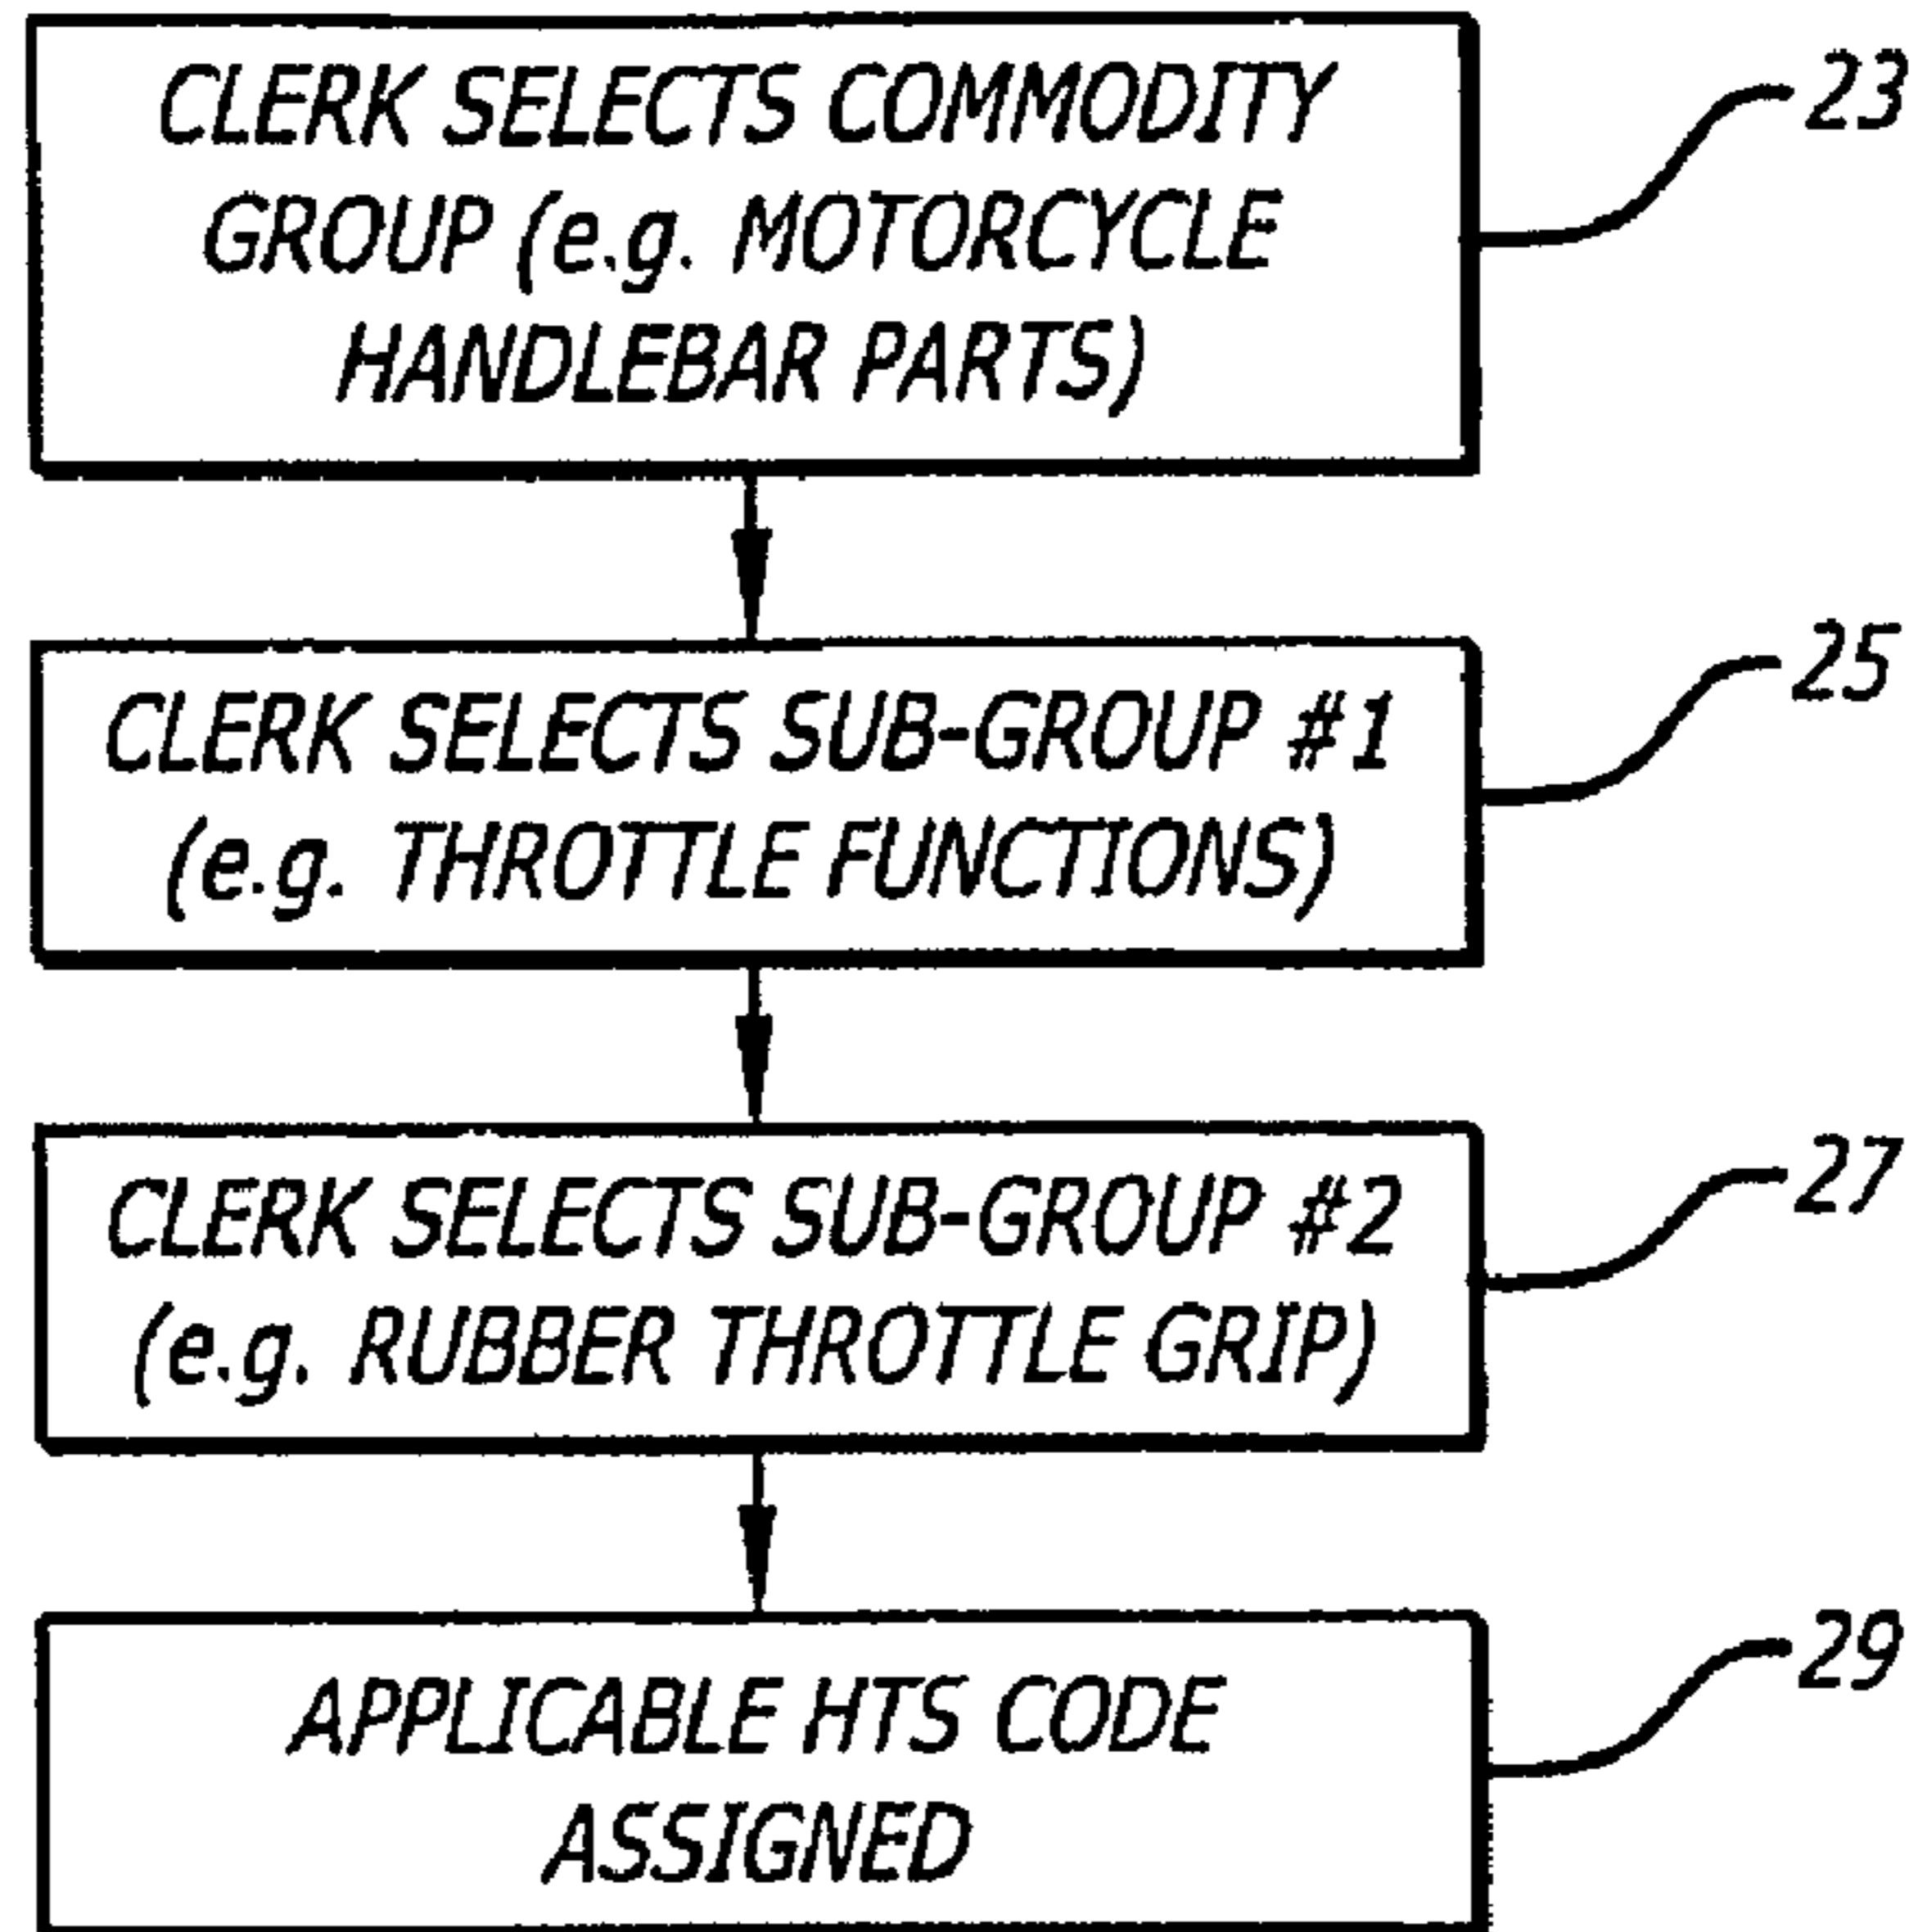 CLERK SELECTS COMMODITY
GROUP (e.g. MOTORCYCLE
HANDLEBAR PARTS)
23
CLERK SELECTS SUB-GROUP #1
(e.g. THROTTLE FUNCTIONS)
25
CLERK SELECTS SUB-GROUP #2
(e.g. RUBBER THROTTLE GRIP)
27
APPLICABLE HTS CODE
ASSIGNED
29